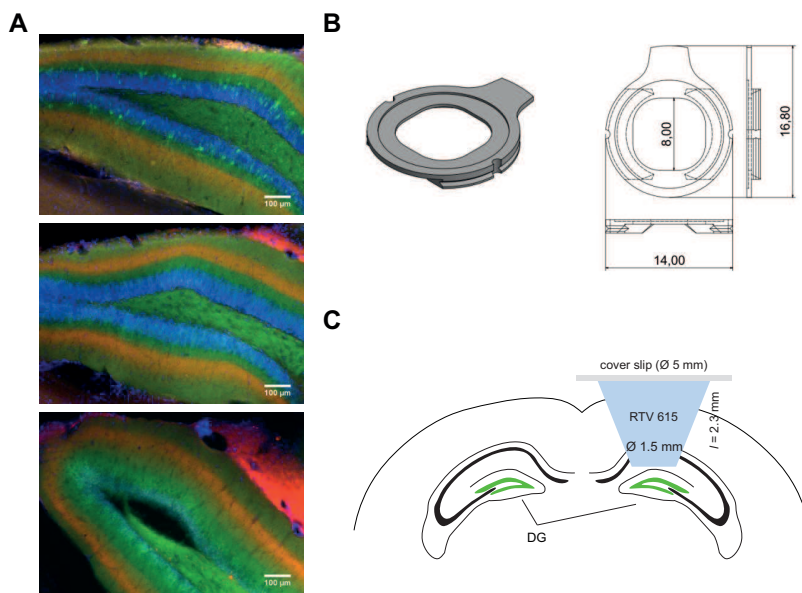 A
100 µm
100 µm
100 µm
B
8,00
16,80
14,00
C
cover slip (Ø 5 mm)
RTV 615
Ø 1.5 mm
l = 2.3 mm
DG